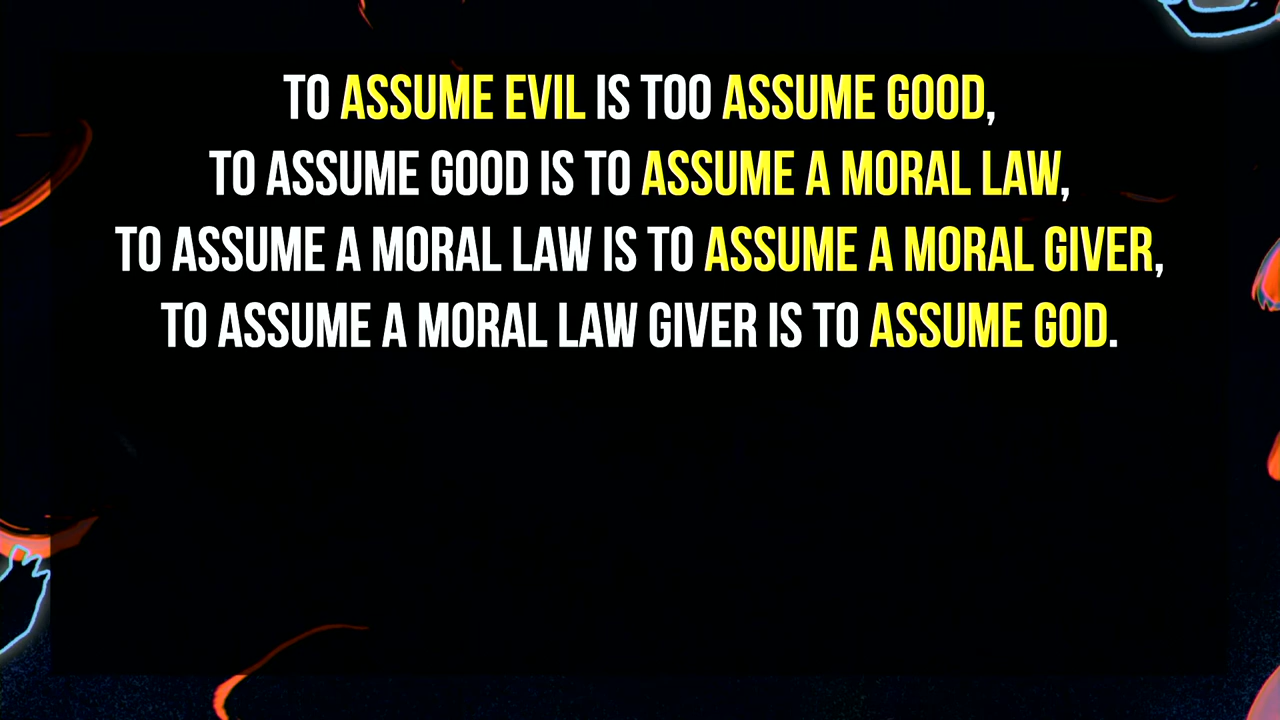 TO ASSUME EVIL IS TOO ASSUME GOOD,
TO ASSUME GOOD IS TO ASSUME A MORAL LAW,
TO ASSUME A MORAL LAW IS TO ASSUME A MORAL GIVER,
TO ASSUME A MORAL LAW GIVER IS TO ASSUME GOD.